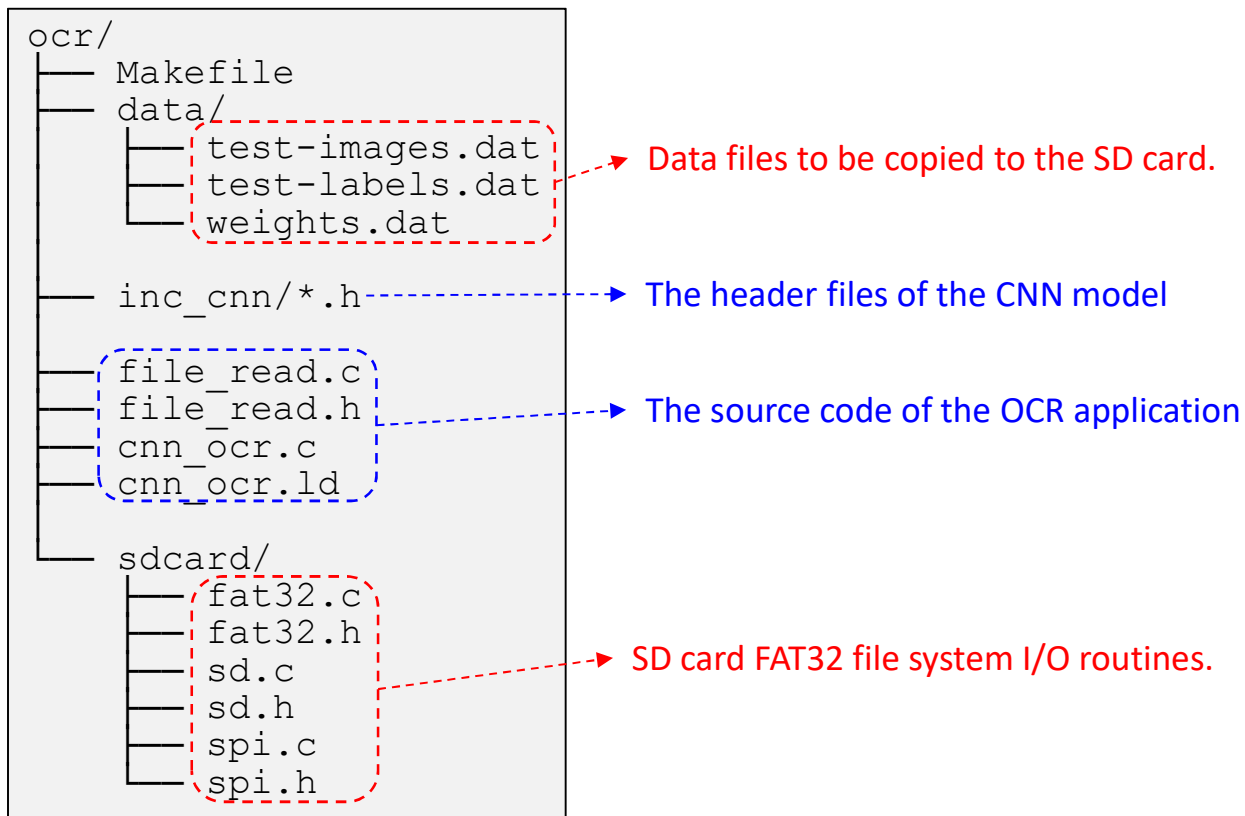 ocr/
Makefile
data/
test-images.dat
test-labels.dat
weights.dat
Data files to be copied to the SD card.
inc_cnn/*.h
The header files of the CNN model
file_read.c
file_read.h
cnn_ocr.c
cnn_ocr.ld
The source code of the OCR application
sdcard/
fat32.c
fat32.h
sd.c
sd.h
spi.c
spi.h
SD card FAT32 file system I/O routines.